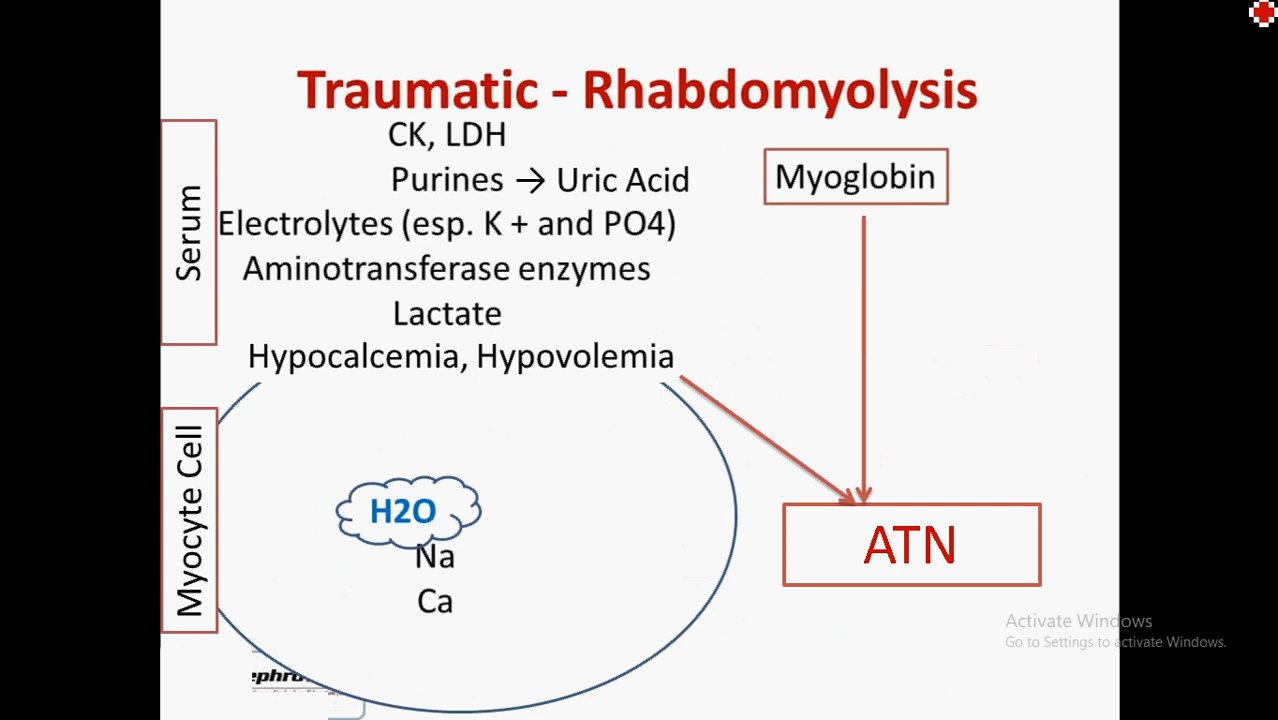 Traumatic - Rhabdomyolysis
CK, LDH
Purines → Uric Acid
Electrolytes (esp. K + and PO4)
Aminotransferase enzymes
Lactate
Hypocalcemia, Hypovolemia
Serum
Myoglobin
Myocyte Cell
H2O
Na
Ca
ATN
Activate Windows
Go to Settings to activate Windows.